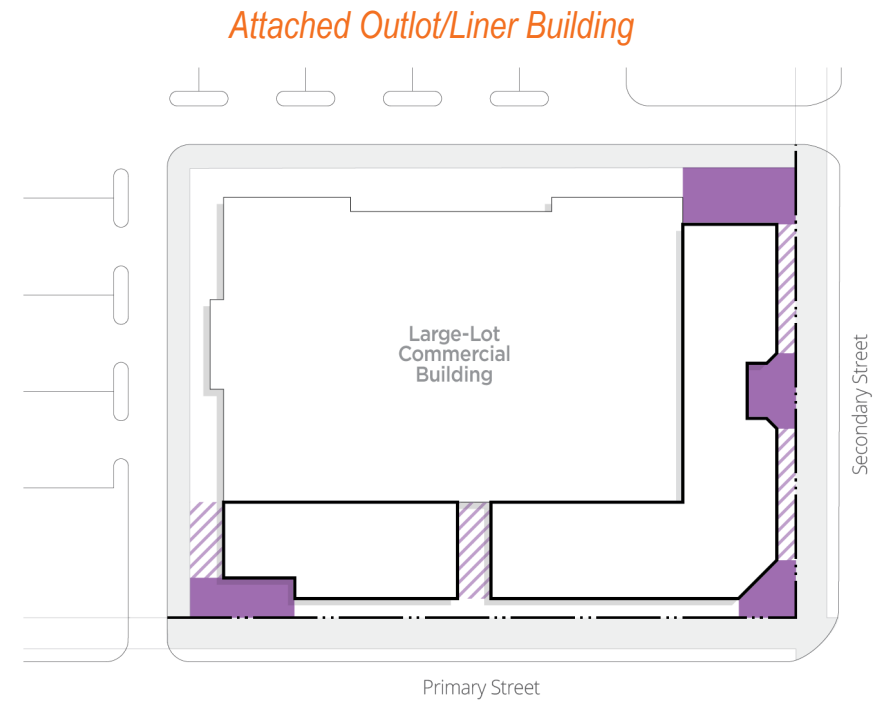 Attached Outlot/Liner Building
Large-Lot
Commercial
Building
Secondary Street
Primary Street